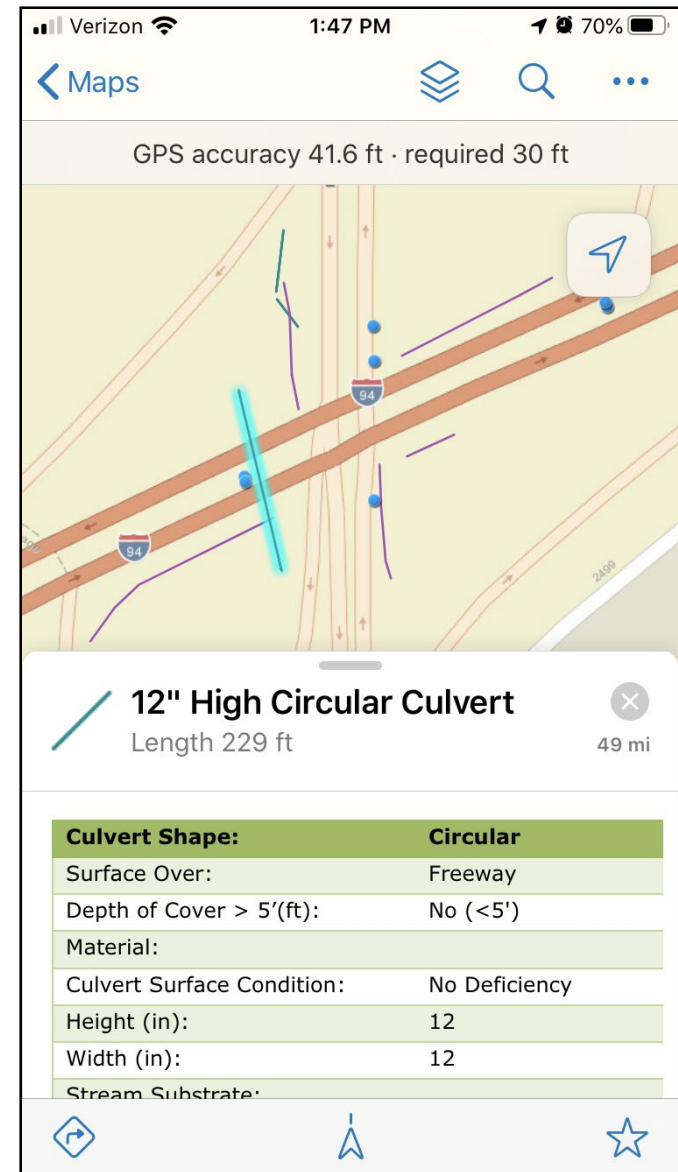 Verizon 1:47 PM 70%
Maps
GPS accuracy 41.6 ft · required 30 ft
94
94
2499
12" High Circular Culvert
Length 229 ft 49 mi
Culvert Shape: Circular
Surface Over: Freeway
Depth of Cover > 5'(ft): No (<5')
Material:
Culvert Surface Condition: No Deficiency
Height (in): 12
Width (in): 12
Stream Substrate: